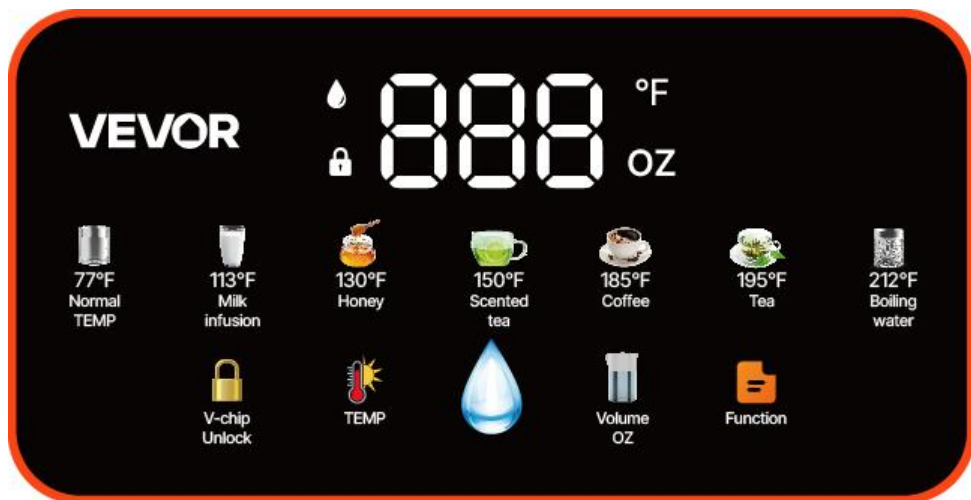 VEVOR
888 °F
OZ
77°F
Normal
TEMP
113°F
Milk
infusion
130°F
Honey
150°F
Scented
tea
185°F
Coffee
195°F
Tea
212°F
Boiling
water
V-chip
Unlock
TEMP
Volume
OZ
Function